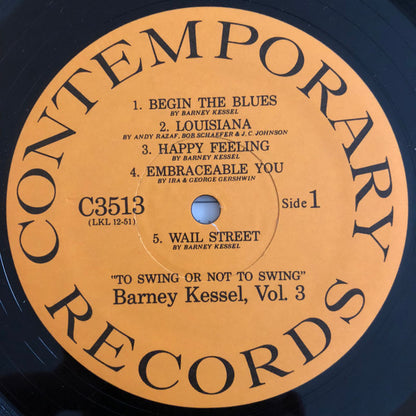 CONTEMPORARY
1. BEGIN THE BLUES
BY BARNEY KESSEL
2. LOUISIANA
BY ANDY RAZAF, BOB SCHAEFER & J. C. JOHNSON
3. HAPPY FEELING
BY BARNEY KESSEL
4. EMBRACEABLE YOU
BY IRA & GEORGE GERSHWIN
C3513
(LKL 12-51)
Side 1
5. WAIL STREET
BY BARNEY KESSEL
"TO SWING OR NOT TO SWING"
Barney Kessel, Vol. 3
RECORDS